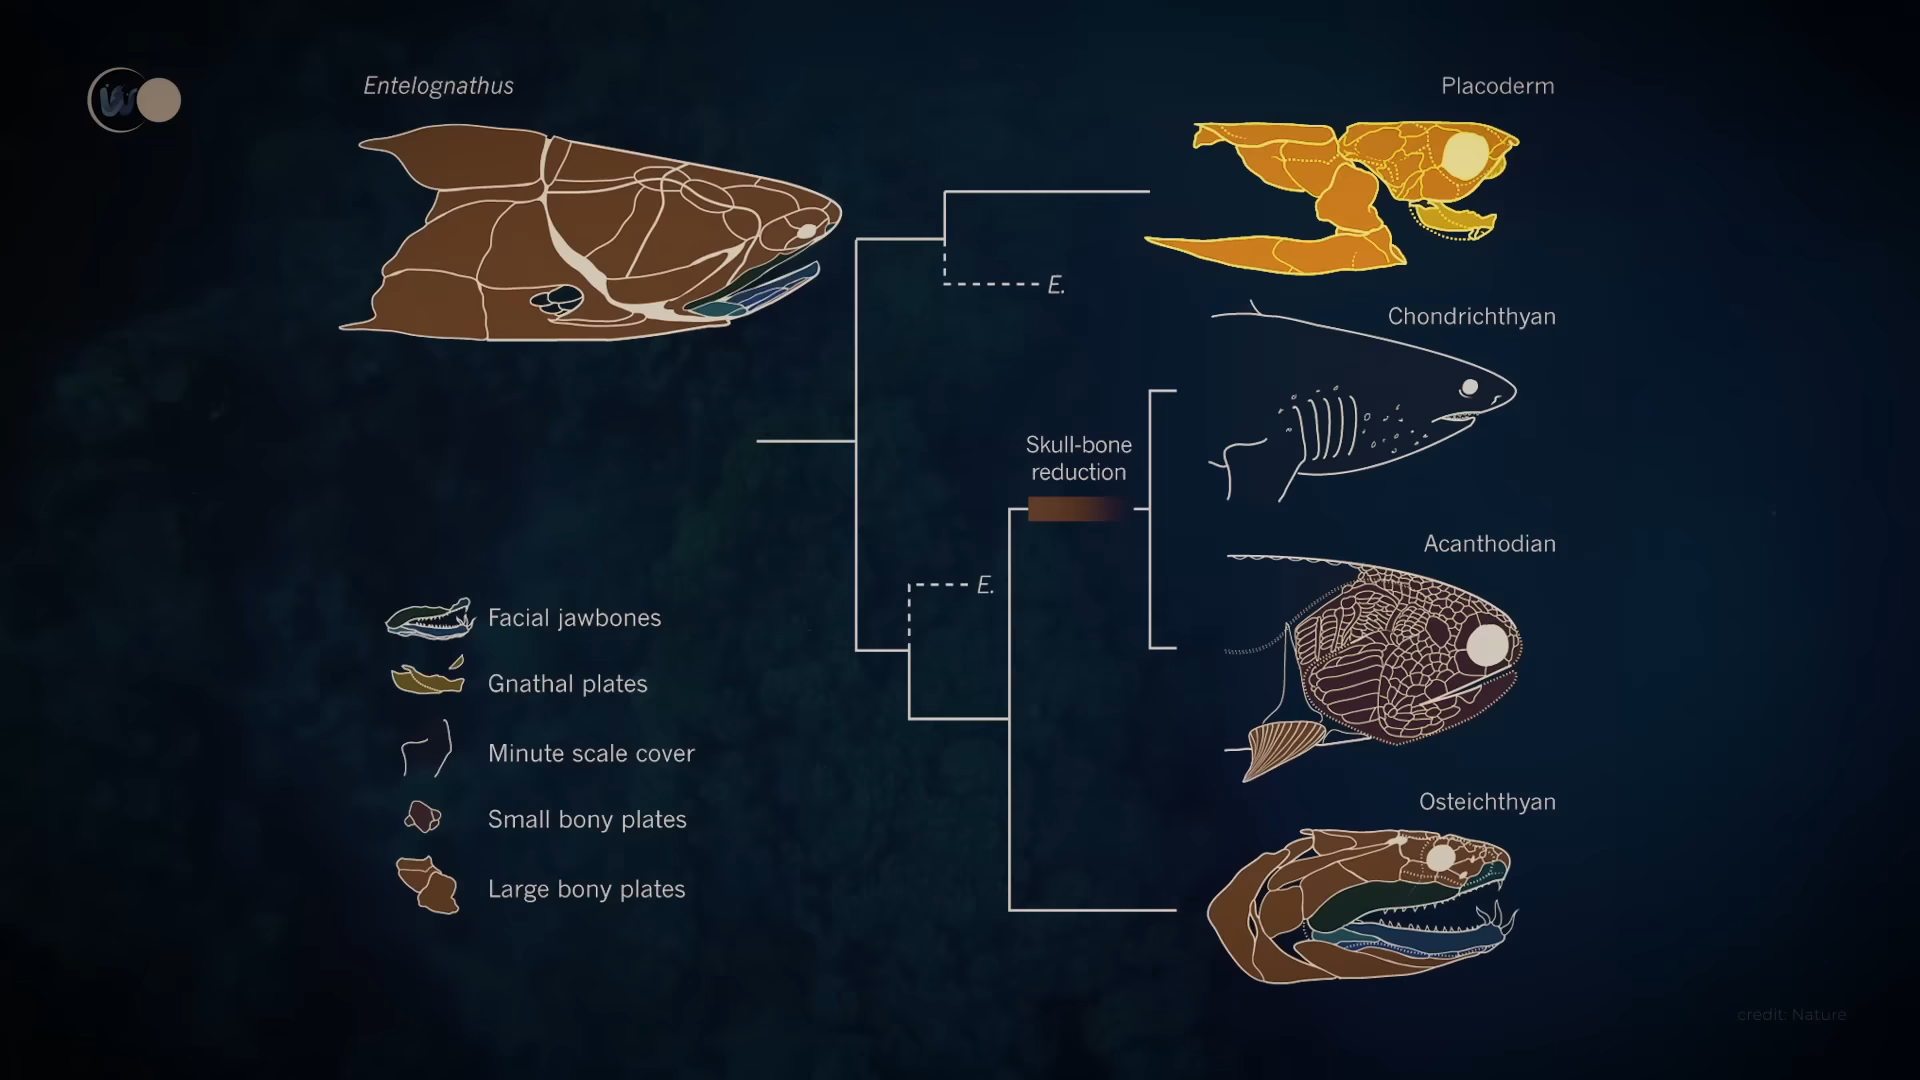 Entelognathus
Placoderm
E.
Chondrichthyan
Skull-bone
reduction
Acanthodian
E.
Facial jawbones
Gnathal plates
Minute scale cover
Small bony plates
Large bony plates
Osteichthyan
credit: Nature
W